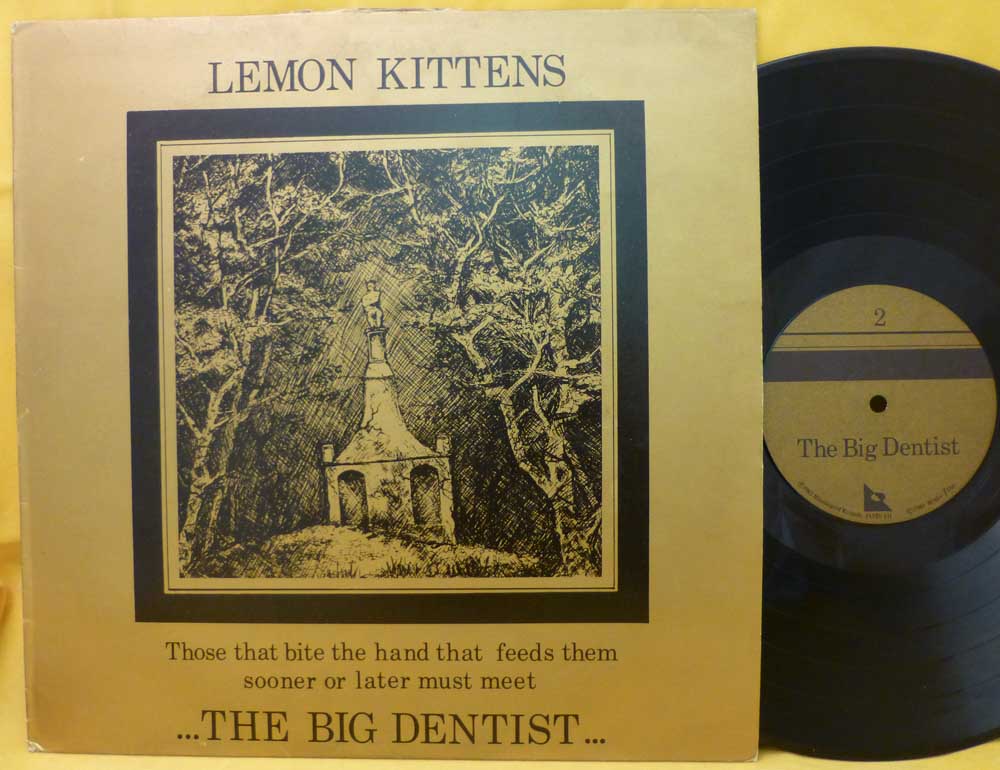 LEMON KITTENS
Those that bite the hand that feeds them
sooner or later must meet
...THE BIG DENTIST...
2
The Big Dentist